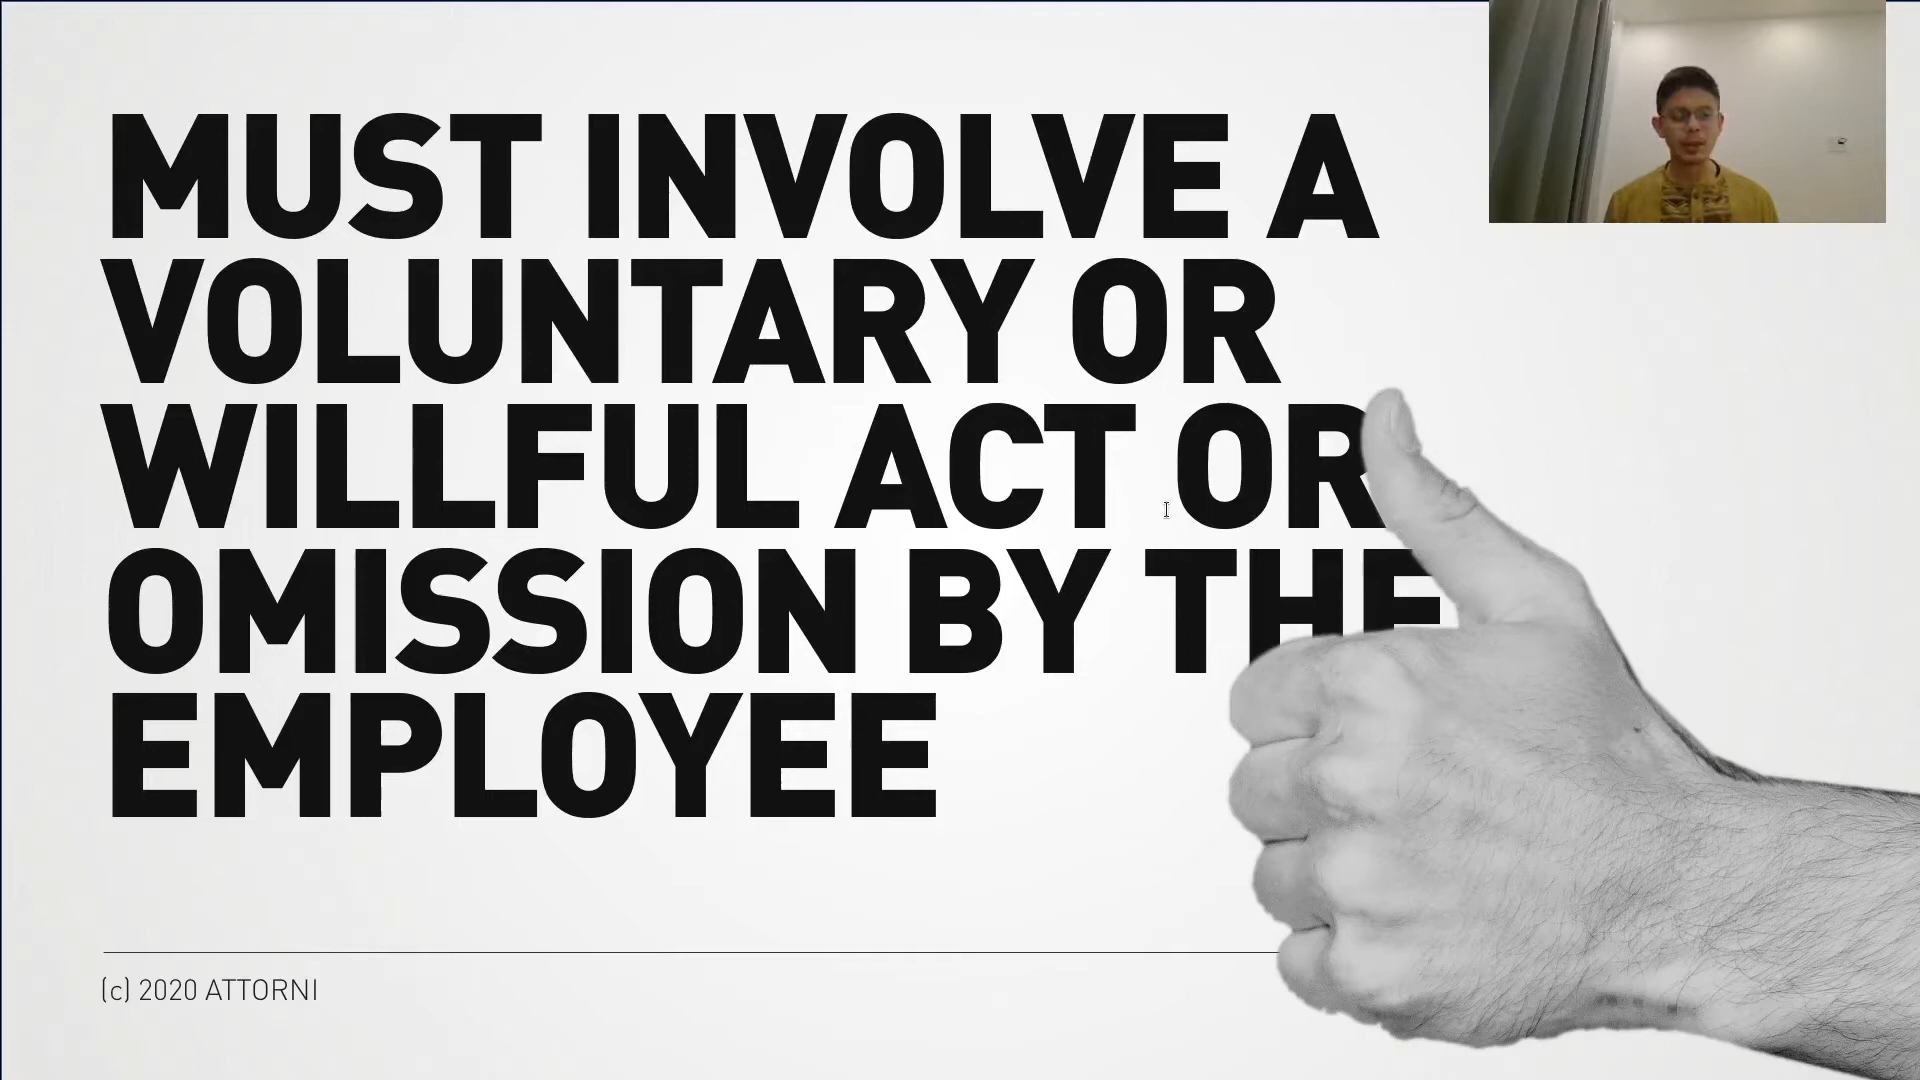 MUST INVOLVE A
VOLUNTARY OR
WILLFUL ACT OR
OMISSION BY THE
EMPLOYEE
(c) 2020 ATTORNI